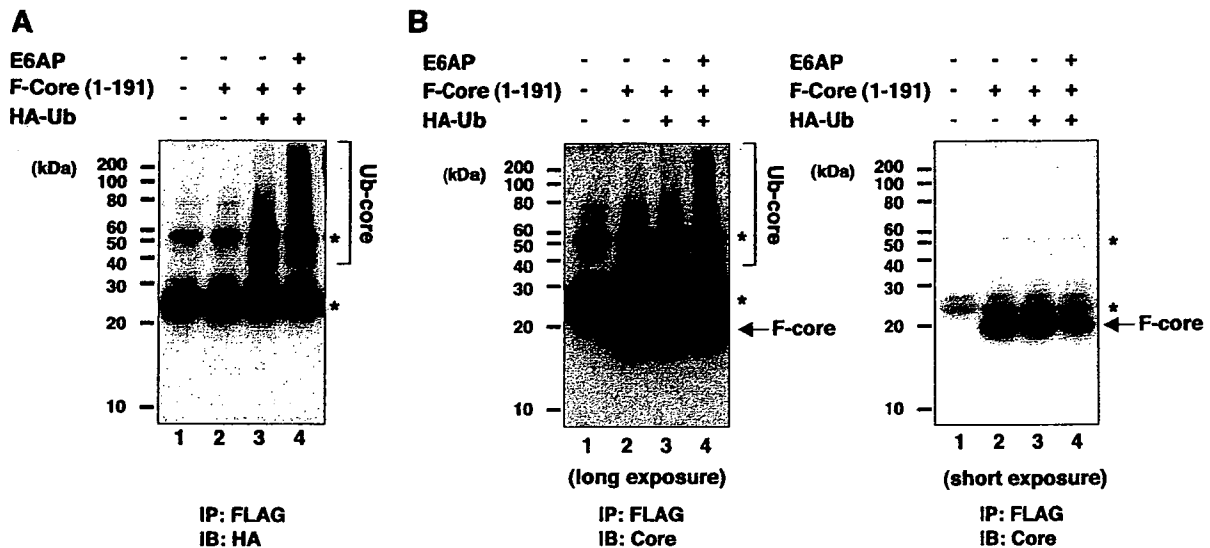 A
E6AP - - - +
F-Core (1-191) - + + +
HA-Ub - - + +
(kDa)
200
100
80
60
50
40
30
20
10
Ub-core
*
*
1 2 3 4
IP: FLAG
IB: HA
B
E6AP - - - +
F-Core (1-191) - + + +
HA-Ub - - + +
(kDa)
200
100
80
60
50
40
30
20
10
Ub-core
*
*
F-core
1 2 3 4
(long exposure)
IP: FLAG
IB: Core
E6AP - - - +
F-Core (1-191) - + + +
HA-Ub - - + +
(kDa)
200
100
80
60
50
40
30
20
10
*
*
F-core
1 2 3 4
(short exposure)
IP: FLAG
IB: Core